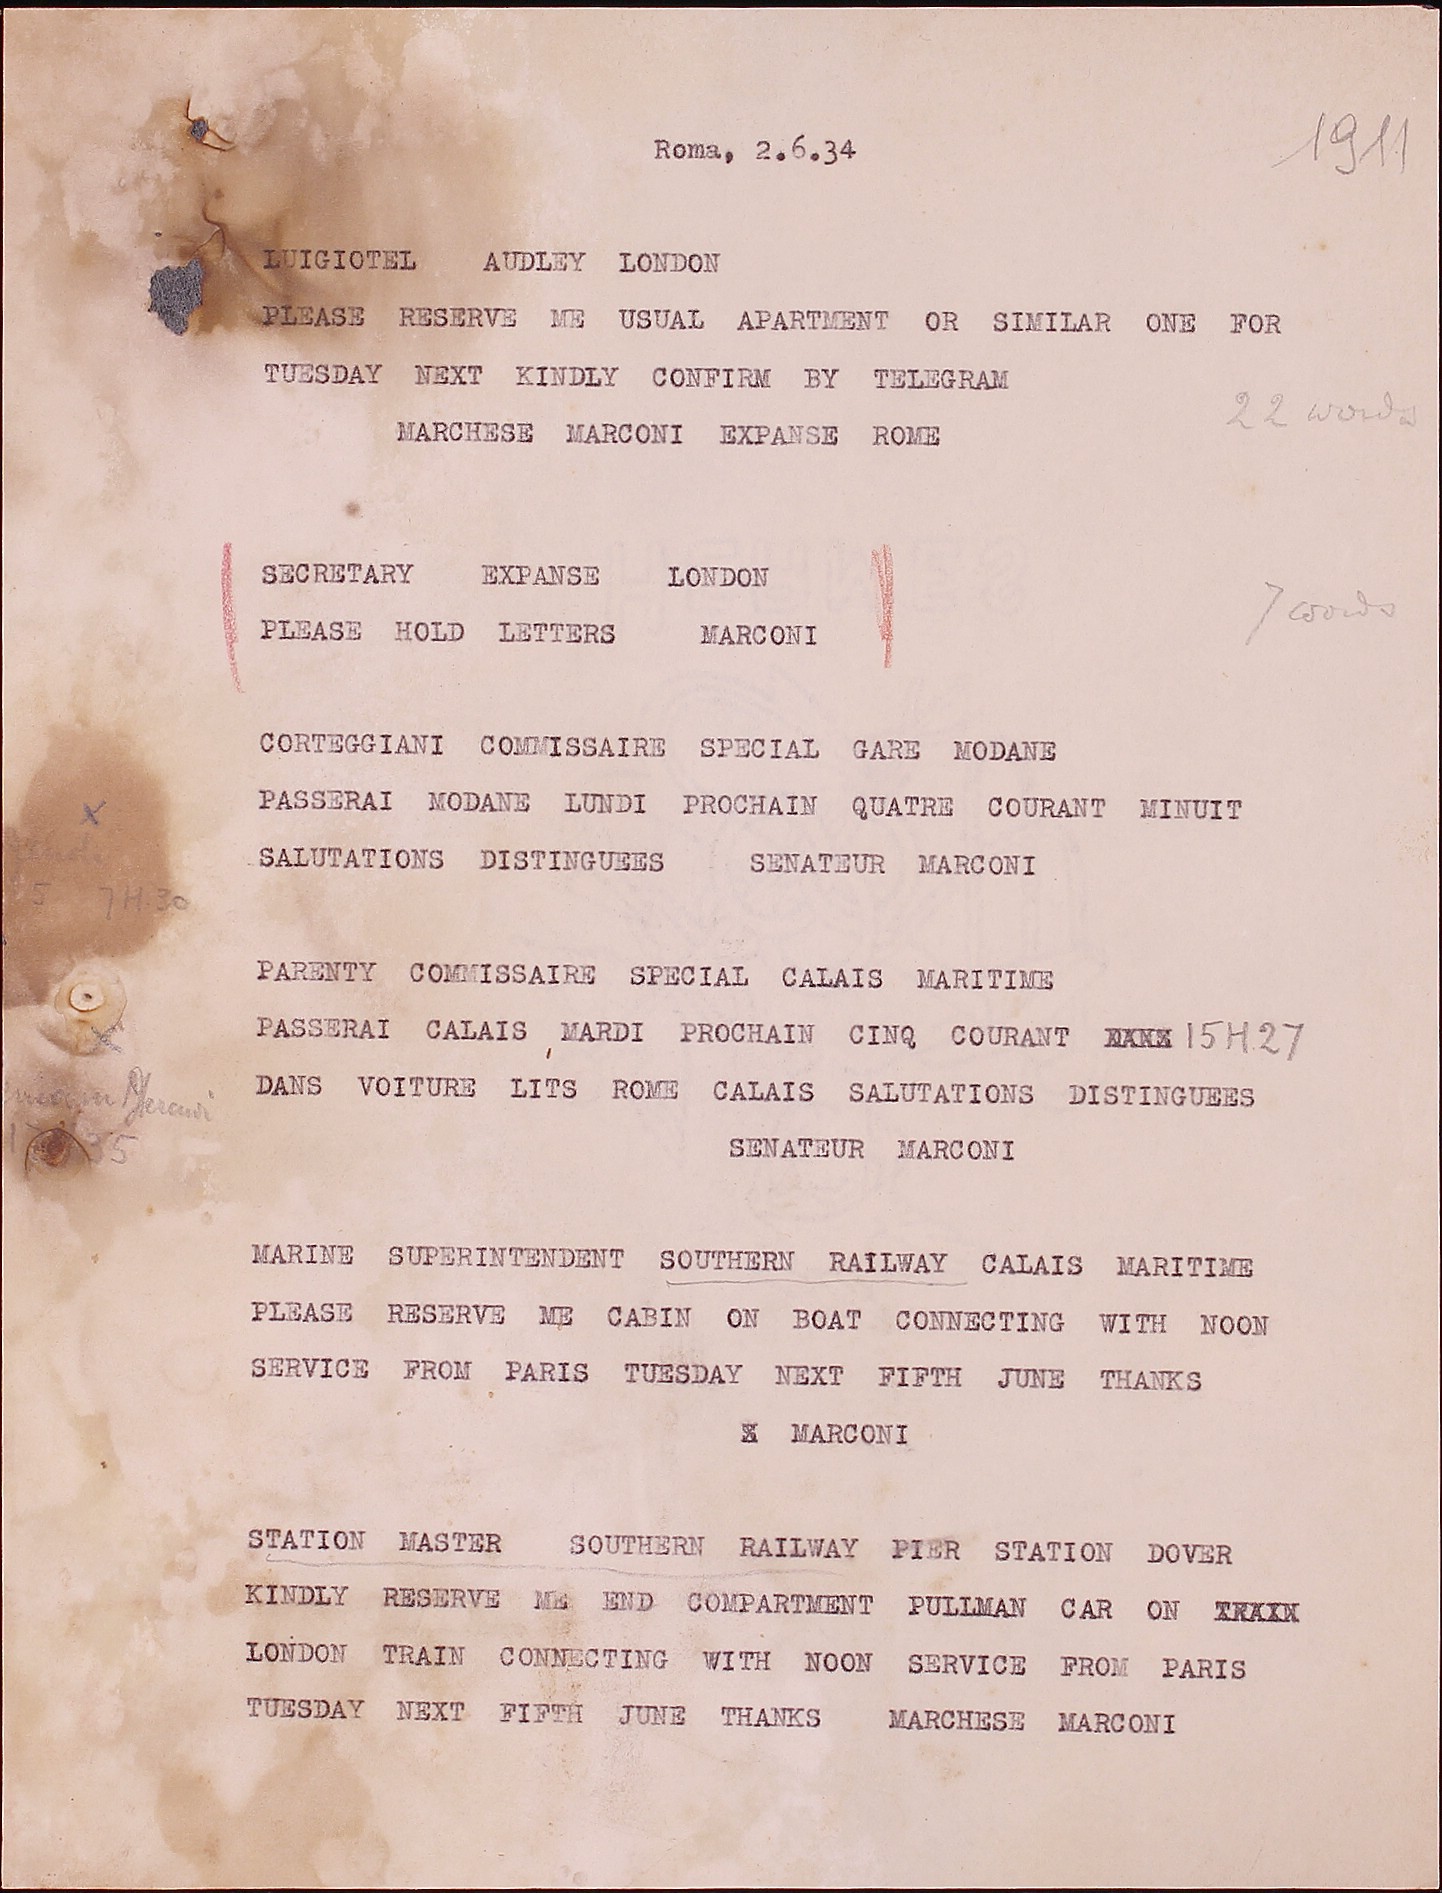 1911
Roma, 2.6.34
LUIGIOTEL AUDLEY LONDON
PLEASE RESERVE ME USUAL APARTMENT OR SIMILAR ONE FOR
TUESDAY NEXT KINDLY CONFIRM BY TELEGRAM
22 words
MARCHESE MARCONI EXPANSE ROME
SECRETARY EXPANSE LONDON
7 words
PLEASE HOLD LETTERS MARCONI
CORTEGGIANI COMMISSAIRE SPECIAL GARE MODANE
PASSERAI MODANE LUNDI PROCHAIN QUATRE COURANT MINUIT
x
SALUTATIONS DISTINGUEES SENATEUR MARCONI
5 7H.30
PARENTY COMMISSAIRE SPECIAL CALAIS MARITIME
PASSERAI CALAIS MARDI PROCHAIN CINQ COURANT 15H.27
x
DANS VOITURE LITS ROME CALAIS SALUTATIONS DISTINGUEES
SENATEUR MARCONI
MARINE SUPERINTENDENT SOUTHERN RAILWAY CALAIS MARITIME
PLEASE RESERVE ME CABIN ON BOAT CONNECTING WITH NOON
SERVICE FROM PARIS TUESDAY NEXT FIFTH JUNE THANKS
MARCONI
STATION MASTER SOUTHERN RAILWAY PIER STATION DOVER
KINDLY RESERVE ME END COMPARTMENT PULLMAN CAR ON
LONDON TRAIN CONNECTING WITH NOON SERVICE FROM PARIS
TUESDAY NEXT FIFTH JUNE THANKS MARCHESE MARCONI